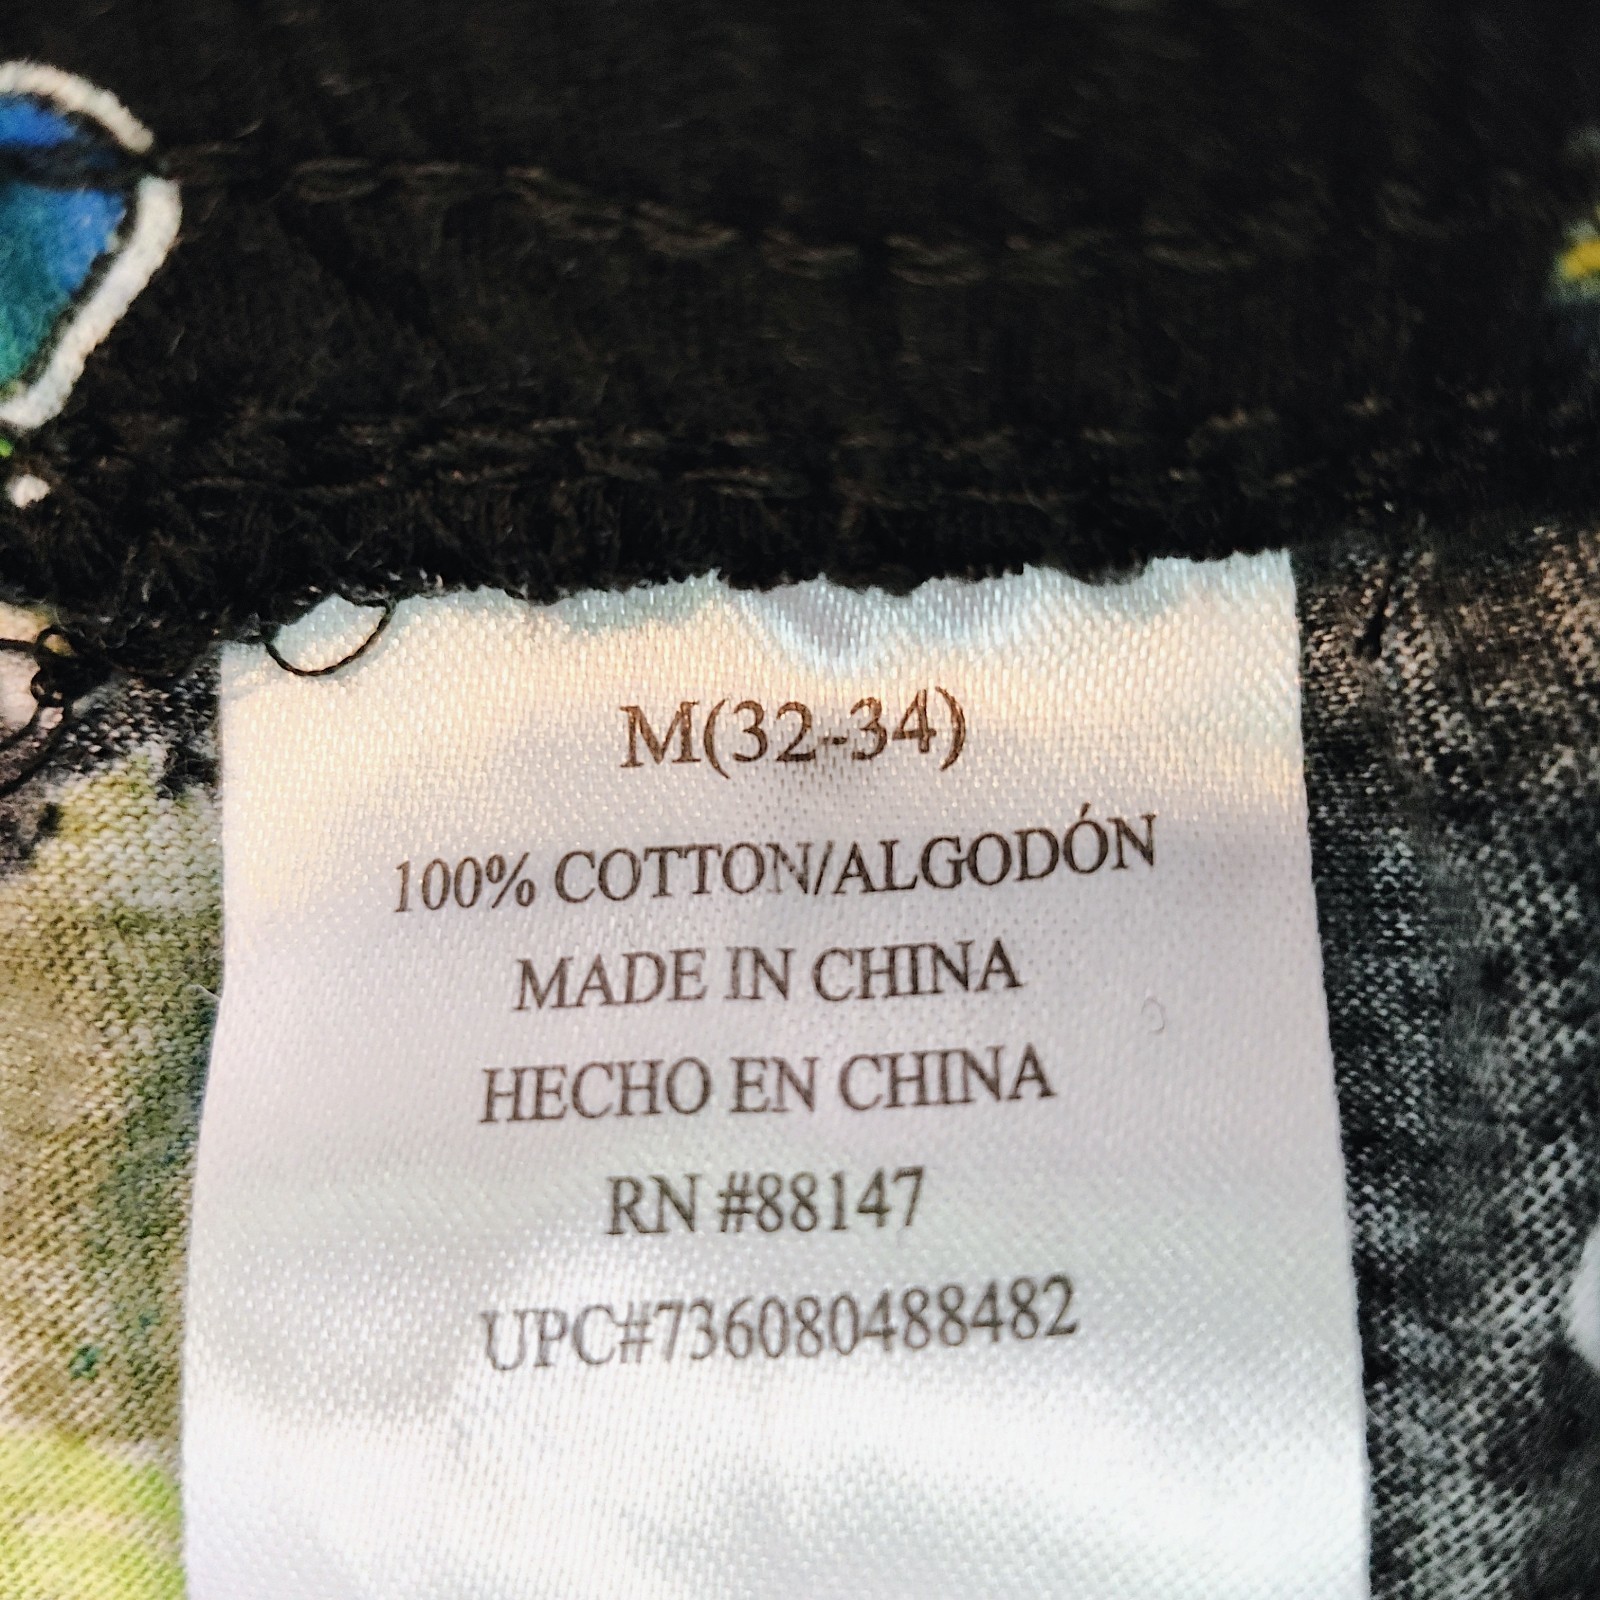 M(32-34)
100% COTTON/ALGODÓN
MADE IN CHINA
HECHO EN CHINA
RN #88147
UPC#736080488482